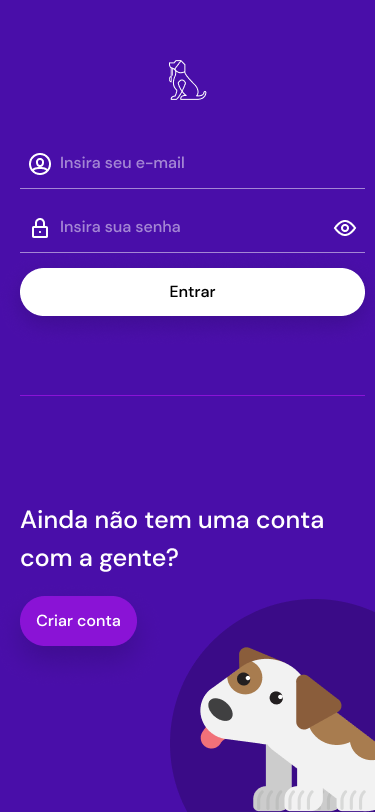 Insira seu e-mail
Insira sua senha
Entrar
Ainda não tem uma conta
com a gente?
Criar conta